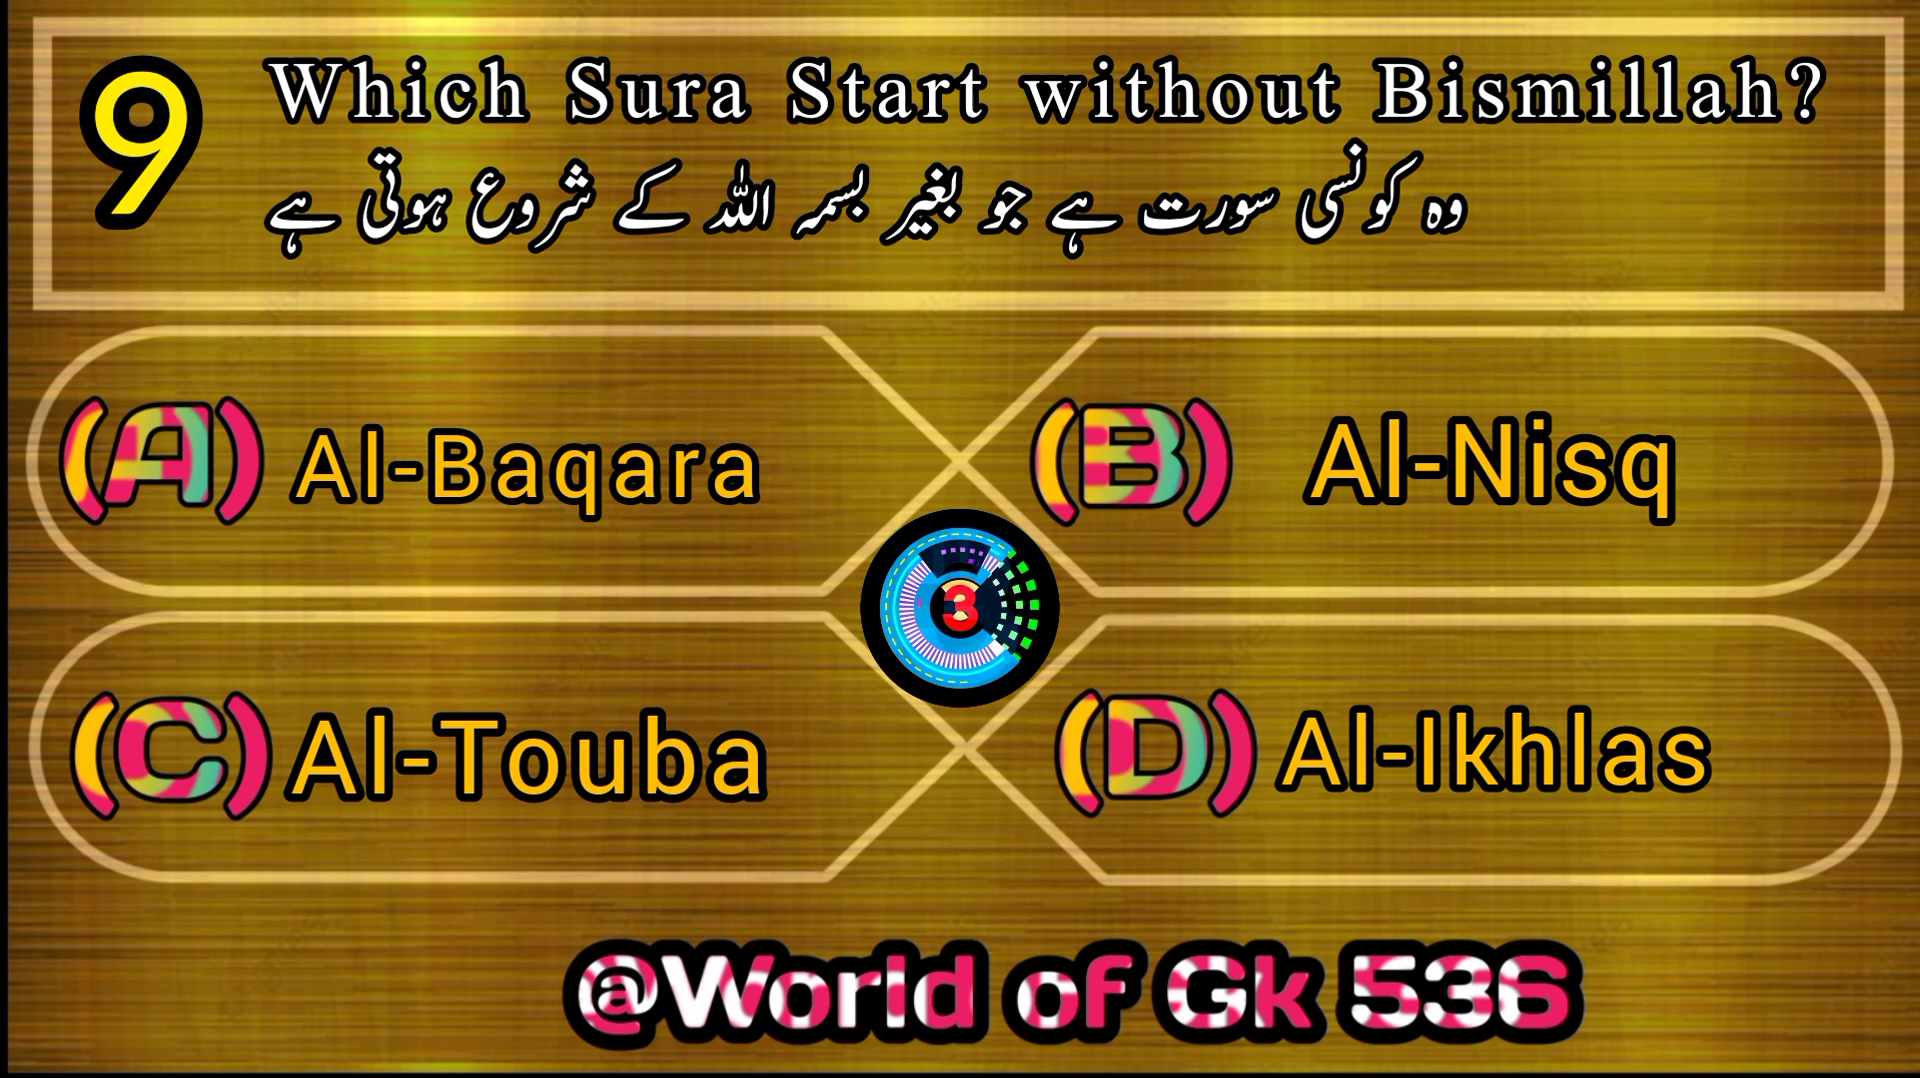 9 Which Sura Start without Bismillah?
وہ کونسی سورت ہے جو بغیر بسمہ اللہ کے شروع ہوتی ہے
(A) Al-Baqara
(B) Al-Nisq
3
(C) Al-Touba
(D) Al-Ikhlas
@World of Gk 536